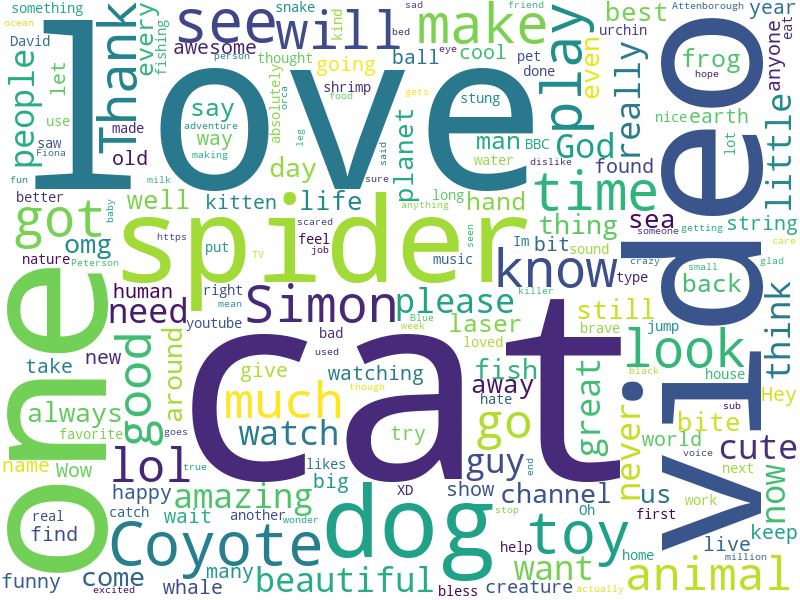 something
ocean
David
people
let
use
saw
Fiona
fun
made
old
better
nature
Peterson
omg
got
Thank
every
fishing
kind
snake
awesome
person
see
will
bed
sad
make
friend
eye
cool
ball
thought
going
absolutely
shrimp
food
gets
orca
leg
said
sure
say
way
adventure
making
love
day
milk
baby
well
kitten
life
planet
man
BBC
water
stung
pet
done
play
even
best
urchin
God
really
found
dislike
Attenborough
year
anyone
eat
frog
hope
nice
earth
lot
little
video
time
hand
long
anything
scared
https
put
TV
feel
job
seen
music
spider
know
Im
bit
sound
thing
sea
someone
getting
string
care
crazy
small
glad
back
type
killer
human
need
right
mean
youtube
Simon
please
Blue
week
laser
loved
still
brave
jump
think
house
black
look
new
take
around
good
one
bad
used
give
watching
though
much
watch
cat
fish
away
hate
great
never
Hey
bite
sub
cute
world
voice
next
now
always
favorite
goes
true
lol
try
likes
big
go
guy
end
name
Wow
happy
amazing
XD
show
channel
us
work
first
keep
real
find
catch
wait
another
wonder
Coyote
dog
stop
Oh
help
toy
home
live
million
funny
come
excited
many
whale
beautiful
bless
creature
want
actually
animal